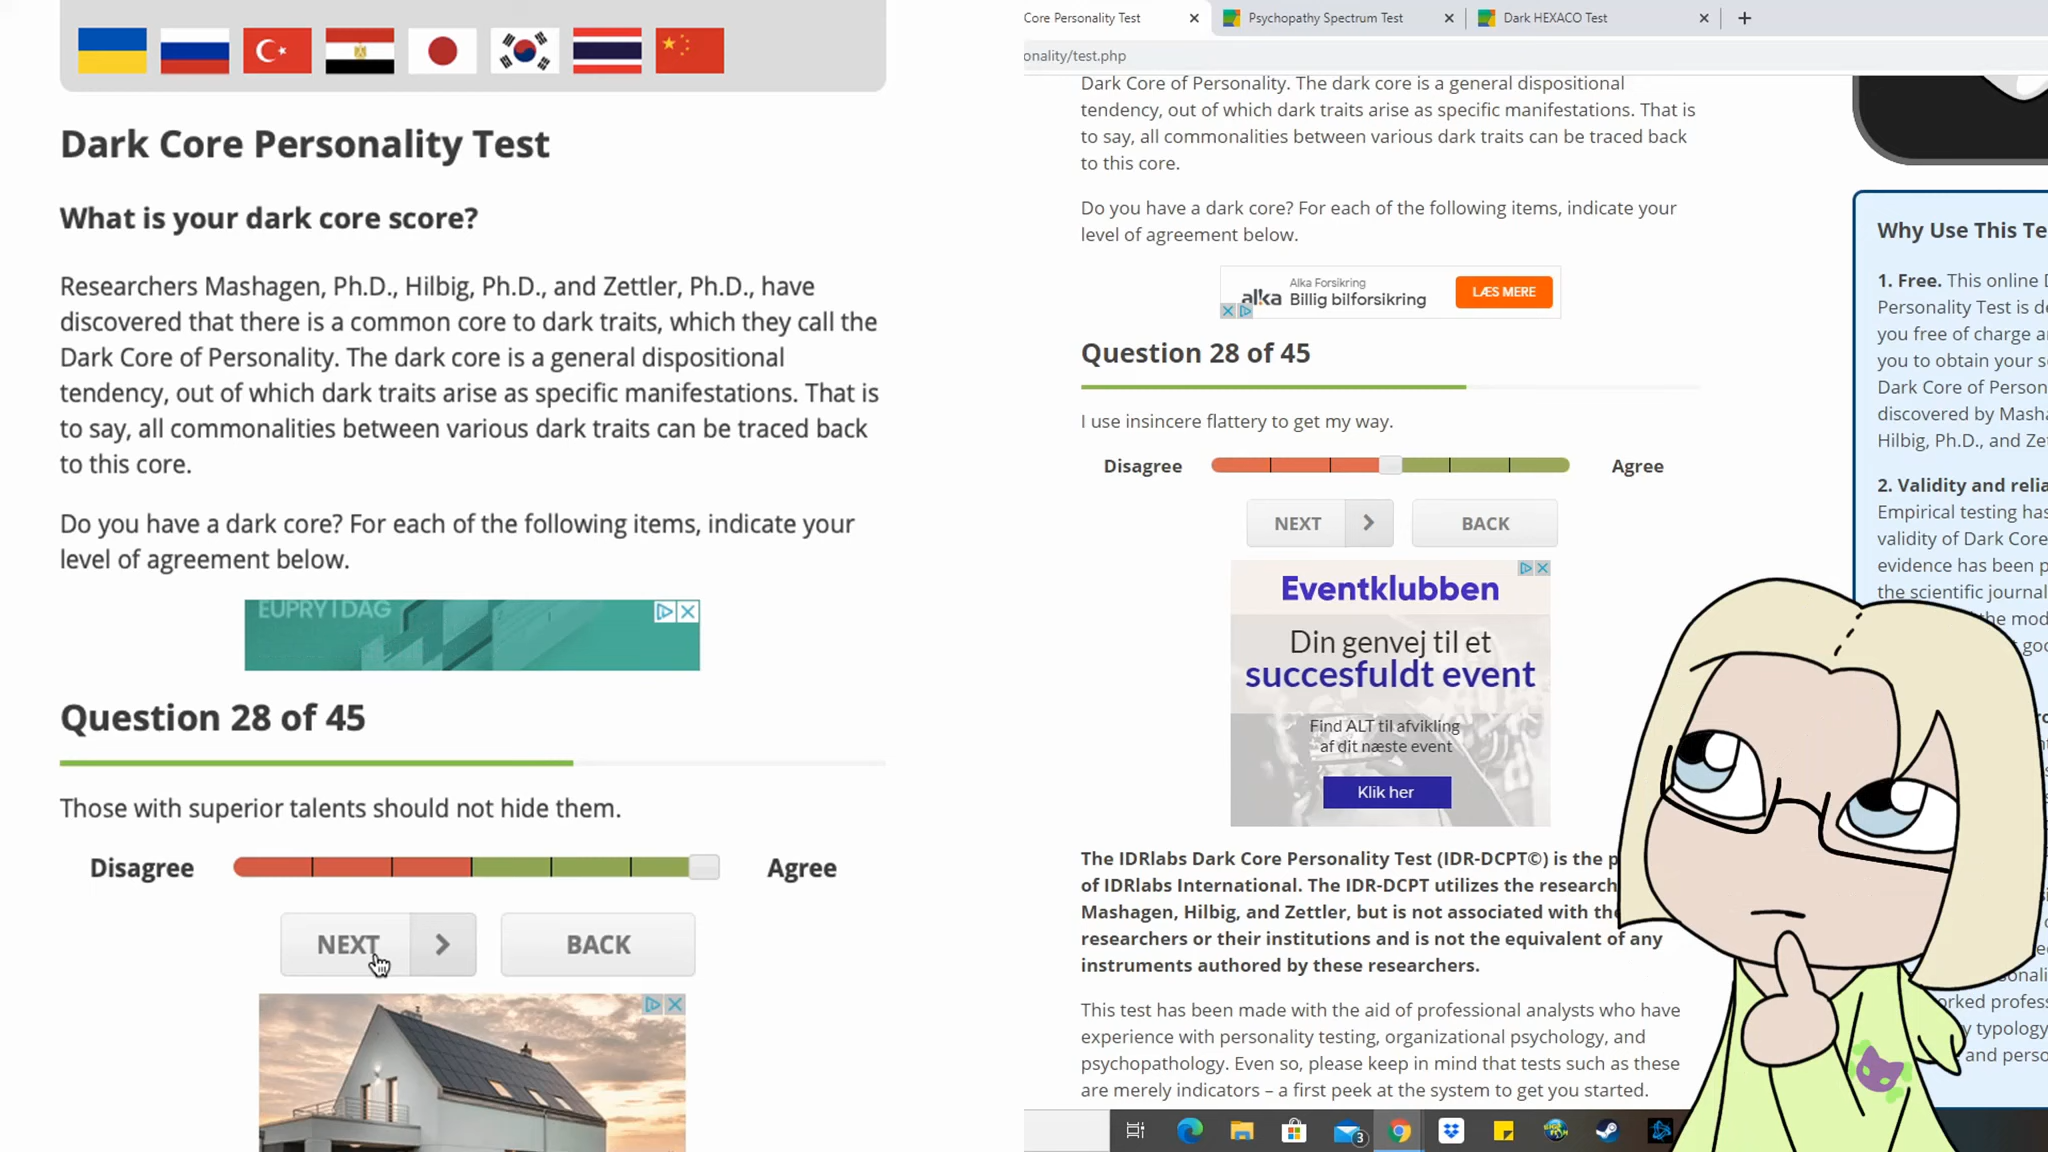 Dark Core Personality Test
What is your dark core score?
Researchers Mashagen, Ph.D., Hilbig, Ph.D., and Zettler, Ph.D., have
discovered that there is a common core to dark traits, which they call the
Dark Core of Personality. The dark core is a general dispositional
tendency, out of which dark traits arise as specific manifestations. That is
to say, all commonalities between various dark traits can be traced back
to this core.
Do you have a dark core? For each of the following items, indicate your
level of agreement below.
EUPRYIDAG
Question 28 of 45
Those with superior talents should not hide them.
Disagree
Agree
NEXT
BACK
Core Personality Test
Psychopathy Spectrum Test
Dark HEXACO Test
onality/test.php
Dark Core of Personality. The dark core is a general dispositional
tendency, out of which dark traits arise as specific manifestations. That is
to say, all commonalities between various dark traits can be traced back
to this core.
Do you have a dark core? For each of the following items, indicate your
level of agreement below.
alka
Alka Forsikring
Billig bilforsikring
LÆS MERE
Question 28 of 45
I use insincere flattery to get my way.
Disagree
Agree
NEXT
BACK
Eventklubben
Din genvej til et
succesfuldt event
Find ALT til afvikling
af dit næste event
Klik her
The IDRlabs Dark Core Personality Test (IDR-DCPT©) is the p
of IDRlabs International. The IDR-DCPT utilizes the research
Mashagen, Hilbig, and Zettler, but is not associated with the
researchers or their institutions and is not the equivalent of any
instruments authored by these researchers.
This test has been made with the aid of professional analysts who have
experience with personality testing, organizational psychology, and
psychopathology. Even so, please keep in mind that tests such as these
are merely indicators – a first peek at the system to get you started.
3
Why Use This Te
1. Free. This online D
Personality Test is de
you free of charge an
you to obtain your sc
Dark Core of Person
discovered by Masha
Hilbig, Ph.D., and Ze
2. Validity and relia
Empirical testing has
validity of Dark Core
evidence has been p
the scientific journal
the mod
goo
onali
orked profess
y typology
and perso